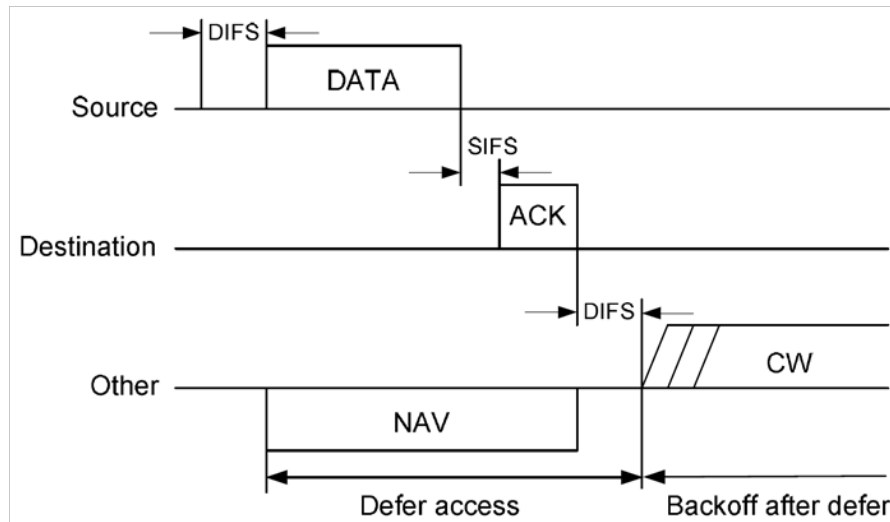 DIFS
DATA
Source
SIFS
ACK
Destination
DIFS
CW
Other
NAV
Defer access
Backoff after defer